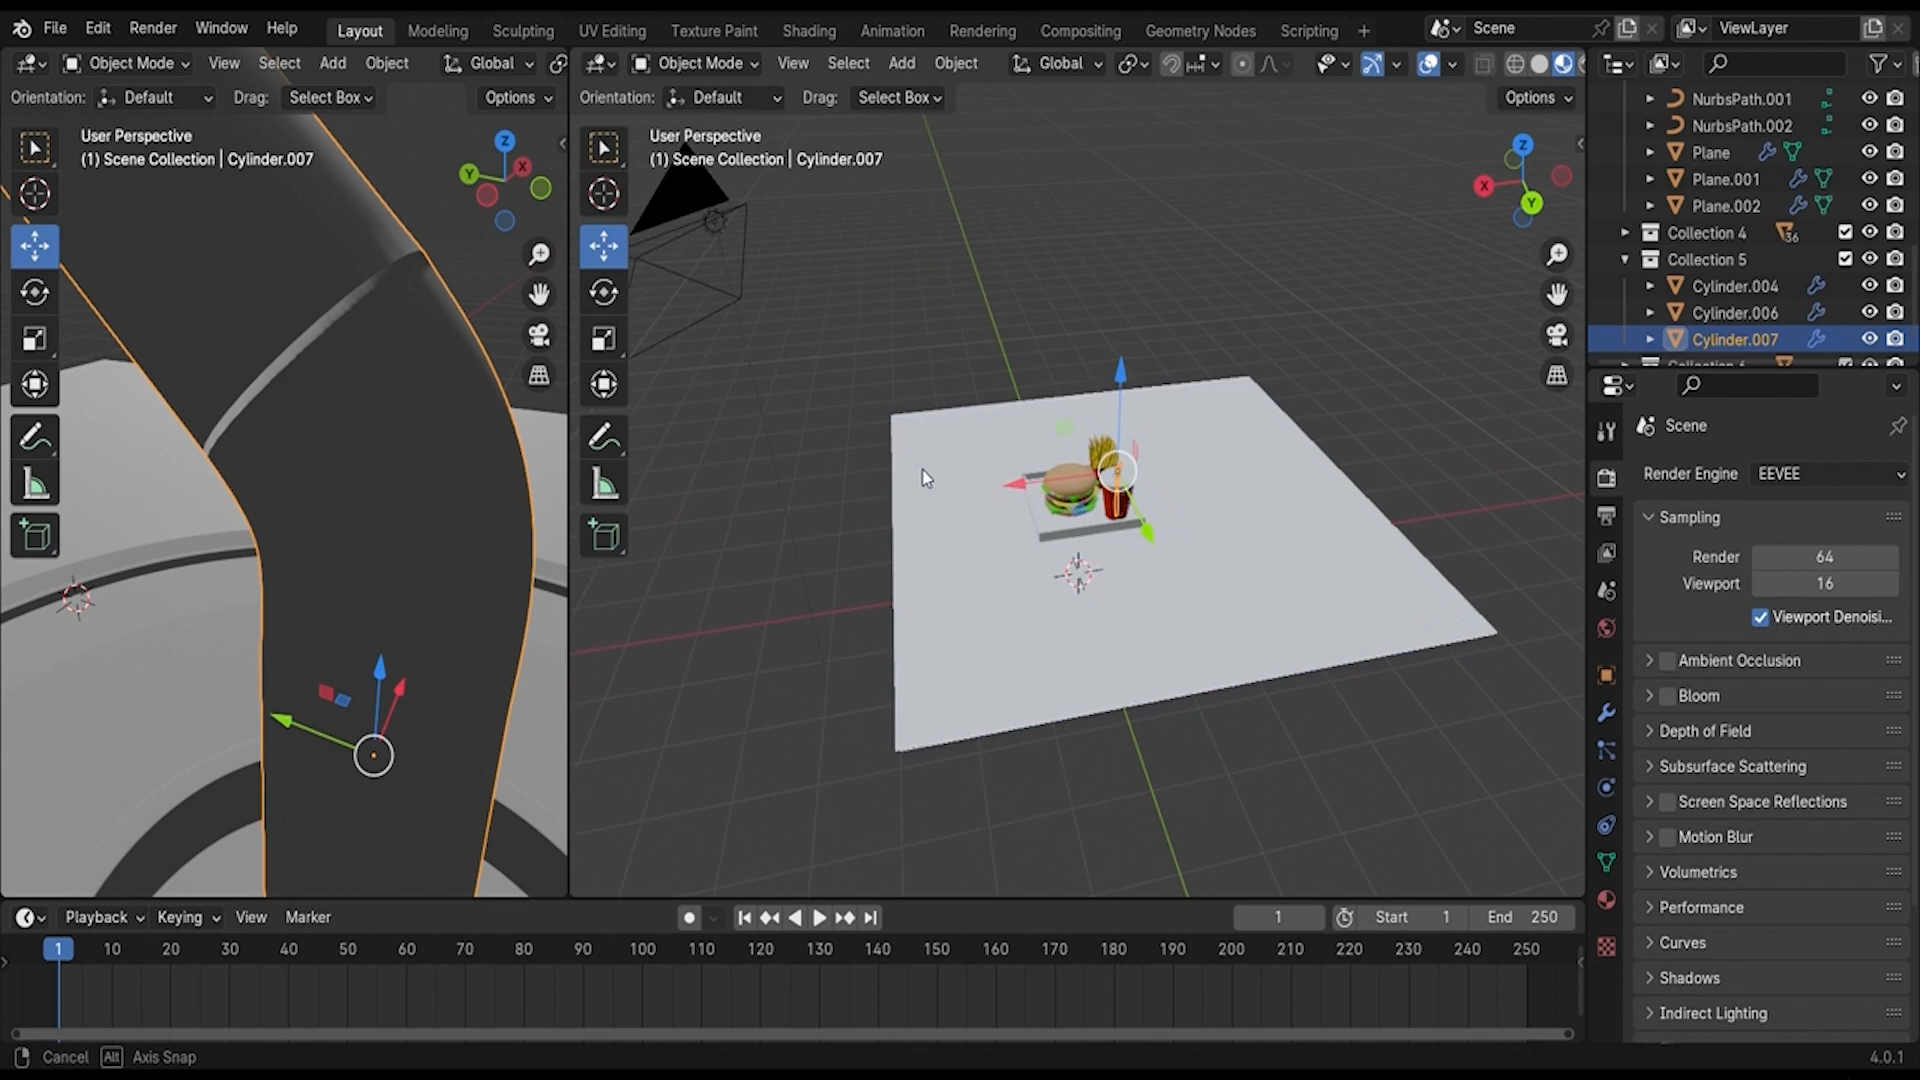 File Edit Render Window Help Layout Modeling Sculpting UV Editing Texture Paint Shading Animation Rendering Compositing Geometry Nodes Scripting + Scene ViewLayer
Object Mode View Select Add Object Global
Orientation: Default Drag: Select Box Options
User Perspective
(1) Scene Collection | Cylinder.007
Z
X
Y
Object Mode View Select Add Object Global
Orientation: Default Drag: Select Box Options
User Perspective
(1) Scene Collection | Cylinder.007
Z
X
Y
NurbsPath.001
NurbsPath.002
Plane
Plane.001
Plane.002
Collection 4 36
Collection 5
Cylinder.004
Cylinder.006
Cylinder.007
Scene
Render Engine EEVEE
Sampling
Render 64
Viewport 16
Viewport Denoisi...
Ambient Occlusion
Bloom
Depth of Field
Subsurface Scattering
Screen Space Reflections
Motion Blur
Volumetrics
Performance
Curves
Shadows
Indirect Lighting
Playback Keying View Marker 1 Start 1 End 250
1 10 20 30 40 50 60 70 80 90 100 110 120 130 140 150 160 170 180 190 200 210 220 230 240 250
Cancel Alt Axis Snap 4.0.1